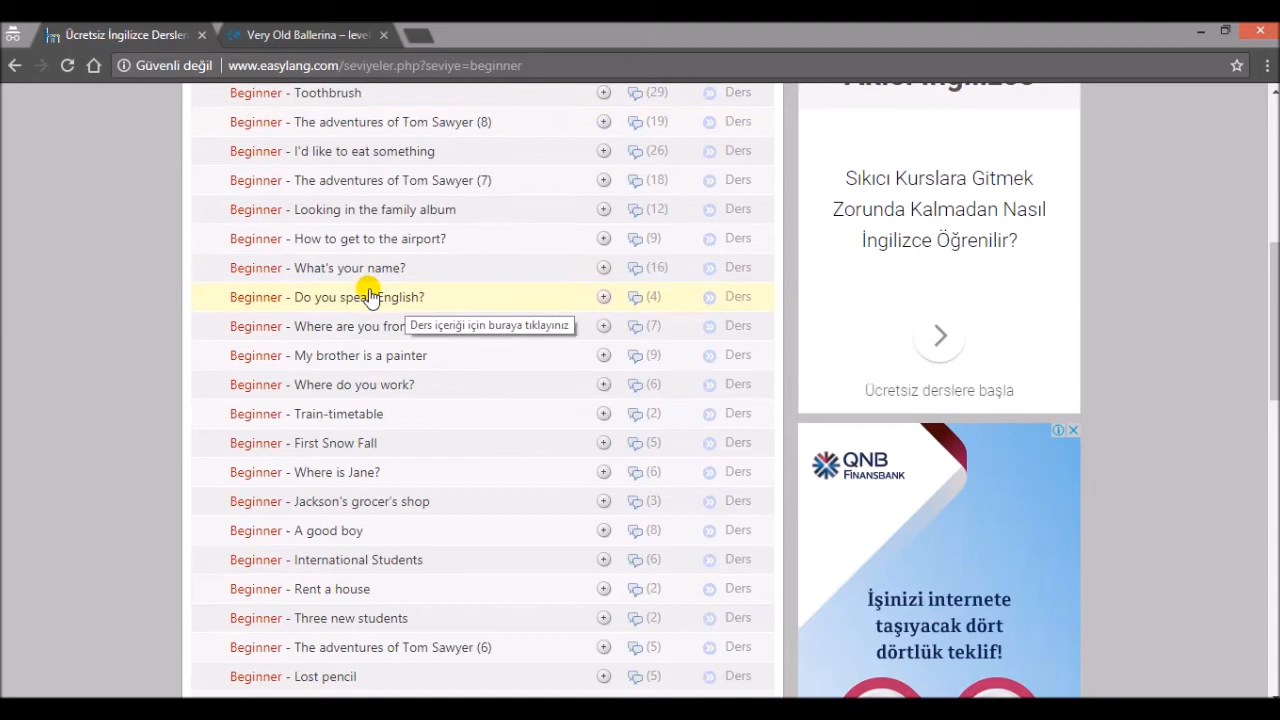 Ücretsiz İngilizce Dersler
Very Old Ballerina – level
Güvenli değil
www.easylang.com/seviyeler.php?seviye=beginner
Beginner - Toothbrush (29) Ders
Beginner - The adventures of Tom Sawyer (8) (19) Ders
Beginner - I'd like to eat something (26) Ders
Beginner - The adventures of Tom Sawyer (7) (18) Ders
Beginner - Looking in the family album (12) Ders
Beginner - How to get to the airport? (9) Ders
Beginner - What's your name? (16) Ders
Beginner - Do you speak English? (4) Ders
Beginner - Where are you from (7) Ders
Ders içeriği için buraya tıklayınız
Beginner - My brother is a painter (9) Ders
Beginner - Where do you work? (6) Ders
Beginner - Train-timetable (2) Ders
Beginner - First Snow Fall (5) Ders
Beginner - Where is Jane? (6) Ders
Beginner - Jackson's grocer's shop (3) Ders
Beginner - A good boy (8) Ders
Beginner - International Students (6) Ders
Beginner - Rent a house (2) Ders
Beginner - Three new students (2) Ders
Beginner - The adventures of Tom Sawyer (6) (5) Ders
Beginner - Lost pencil (5) Ders
Sıkıcı Kurslara Gitmek
Zorunda Kalmadan Nasıl
İngilizce Öğrenilir?
Ücretsiz derslere başla
QNB
FINANSBANK
İşinizi internete
taşıyacak dört
dörtlük teklif!